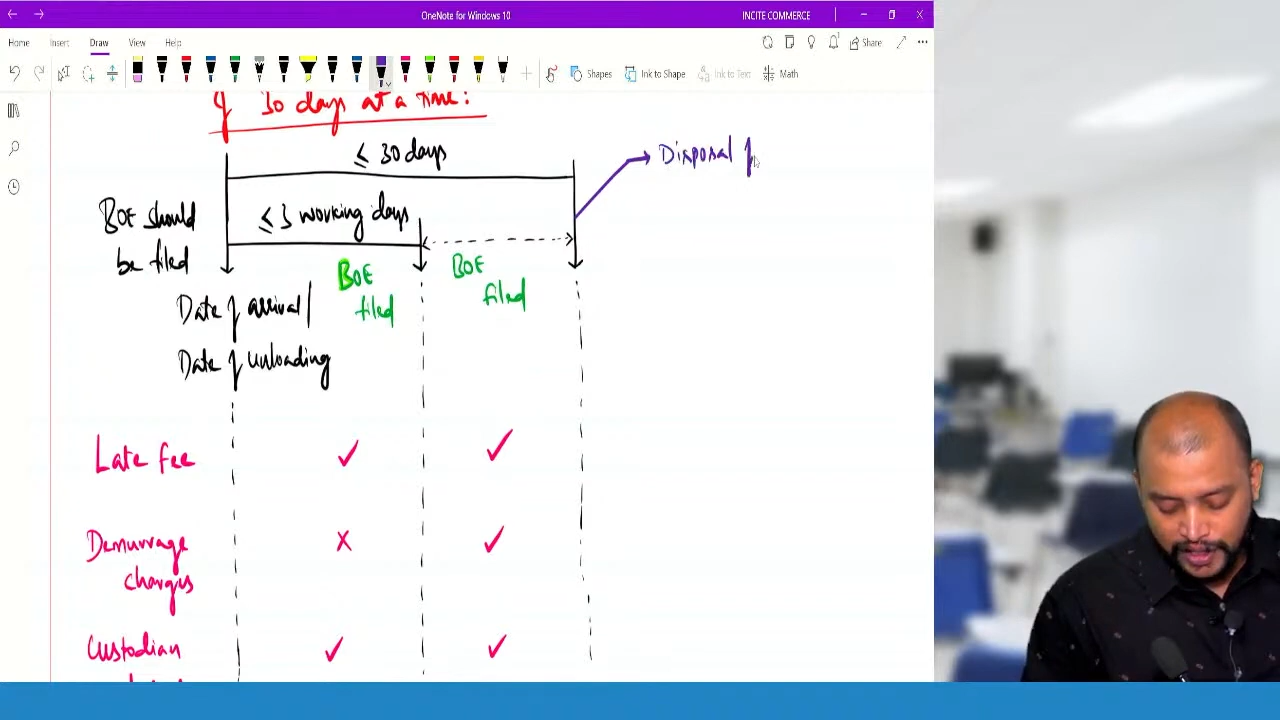 OneNote for Windows 10
INCITE COMMERCE
Home Insert Draw View Help
Share
Shapes
Ink to Shape
Ink to Text
Math
30 days at a time:
≤ 30 days
Disposal of
BOE should
be filed
≤ 3 working days
BOE
filed
BOE
filed
Date of arrival/
Date of unloading
Late fee ✓ ✓
Demurrage
charges
X ✓
Custodian ✓ ✓